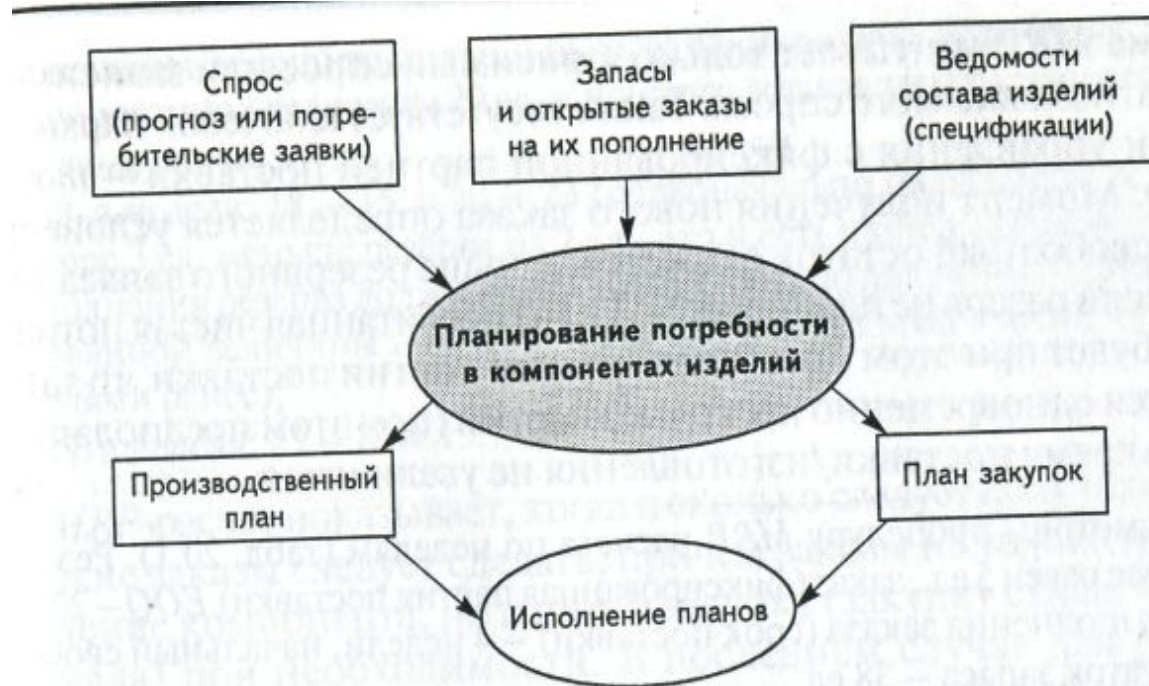 Спрос
(прогноз или потре-
бительские заявки)
Запасы
и открытые заказы
на их пополнение
Ведомости
состава изделий
(спецификации)
Планирование потребности
в компонентах изделий
Производственный
план
План закупок
Исполнение планов